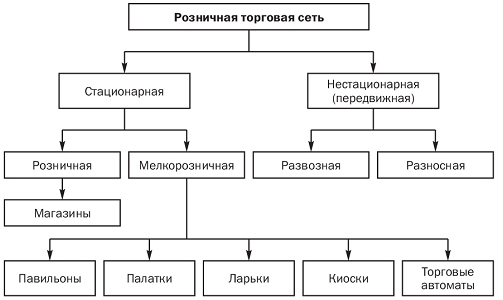 Розничная торговая сеть
Стационарная
Нестационарная
(передвижная)
Розничная
Мелкорозничная
Развозная
Разносная
Магазины
Павильоны
Палатки
Ларьки
Киоски
Торговые
автоматы